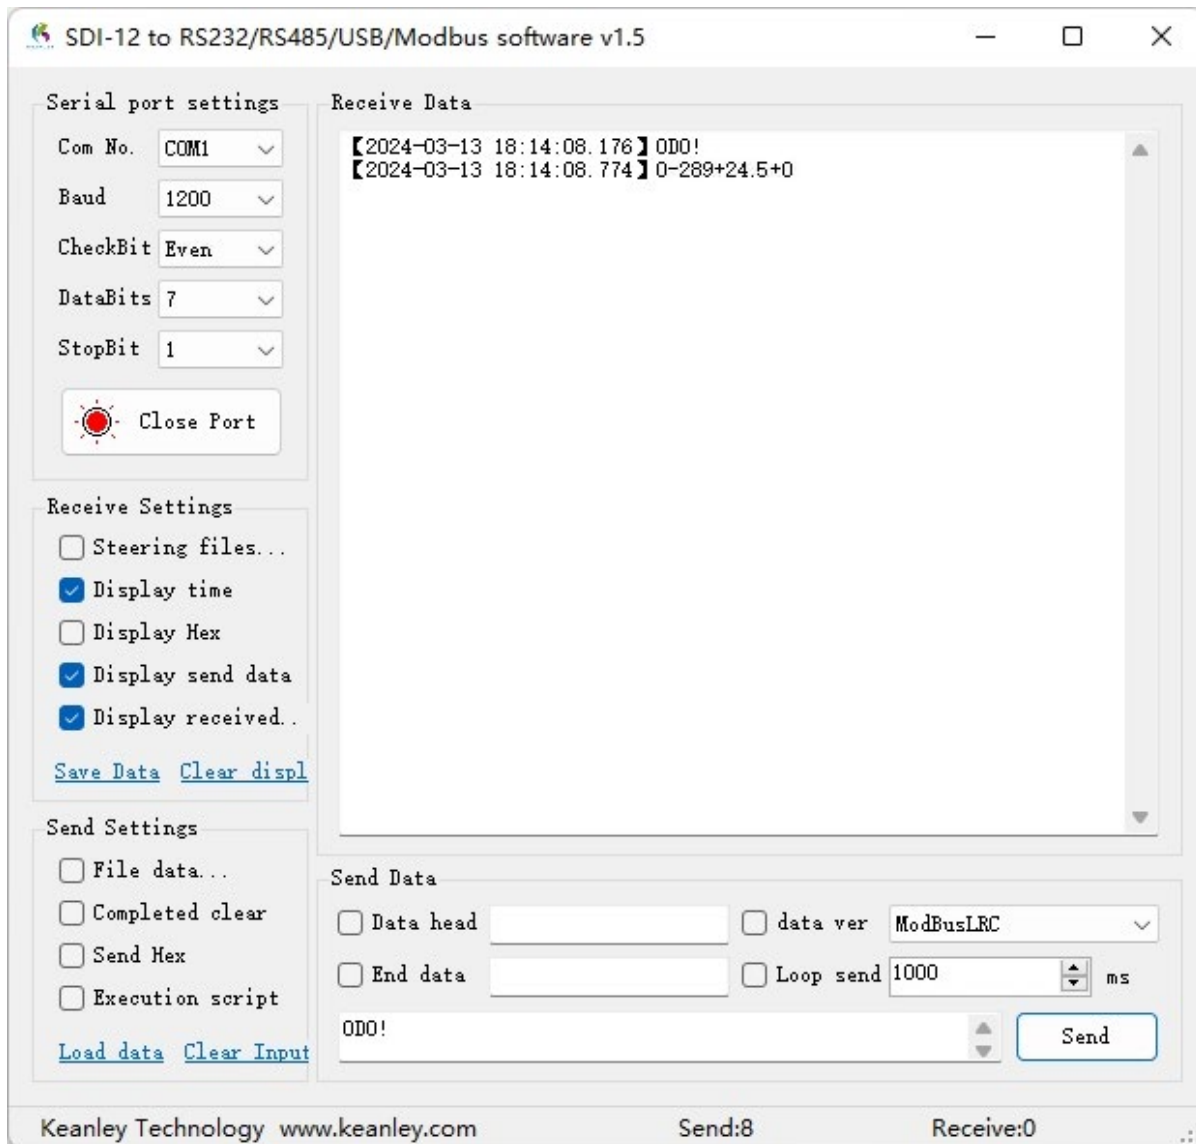 SDI-12 to RS232/RS485/USB/Modbus software v1.5
Serial port settings
Com No. COM1
Baud 1200
CheckBit Even
DataBits 7
StopBit 1
Close Port
Receive Settings
Steering files...
Display time
Display Hex
Display send data
Display received..
Save Data Clear displ
Send Settings
File data...
Completed clear
Send Hex
Execution script
Load data Clear Input
Receive Data
【2024-03-13 18:14:08.176】0D0!
【2024-03-13 18:14:08.774】0-289+24.5+0
Send Data
Data head data ver ModBusLRC
End data Loop send 1000 ms
0D0! Send
Keanley Technology www.keanley.com Send:8 Receive:0